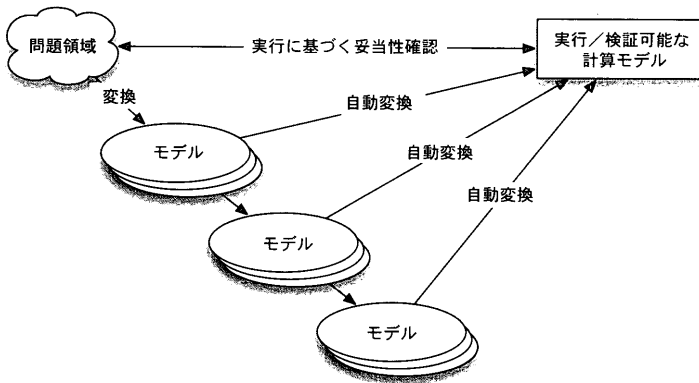 問題領域
実行に基づく妥当性確認
実行／検証可能な
計算モデル
変換
自動変換
モデル
自動変換
自動変換
モデル
モデル